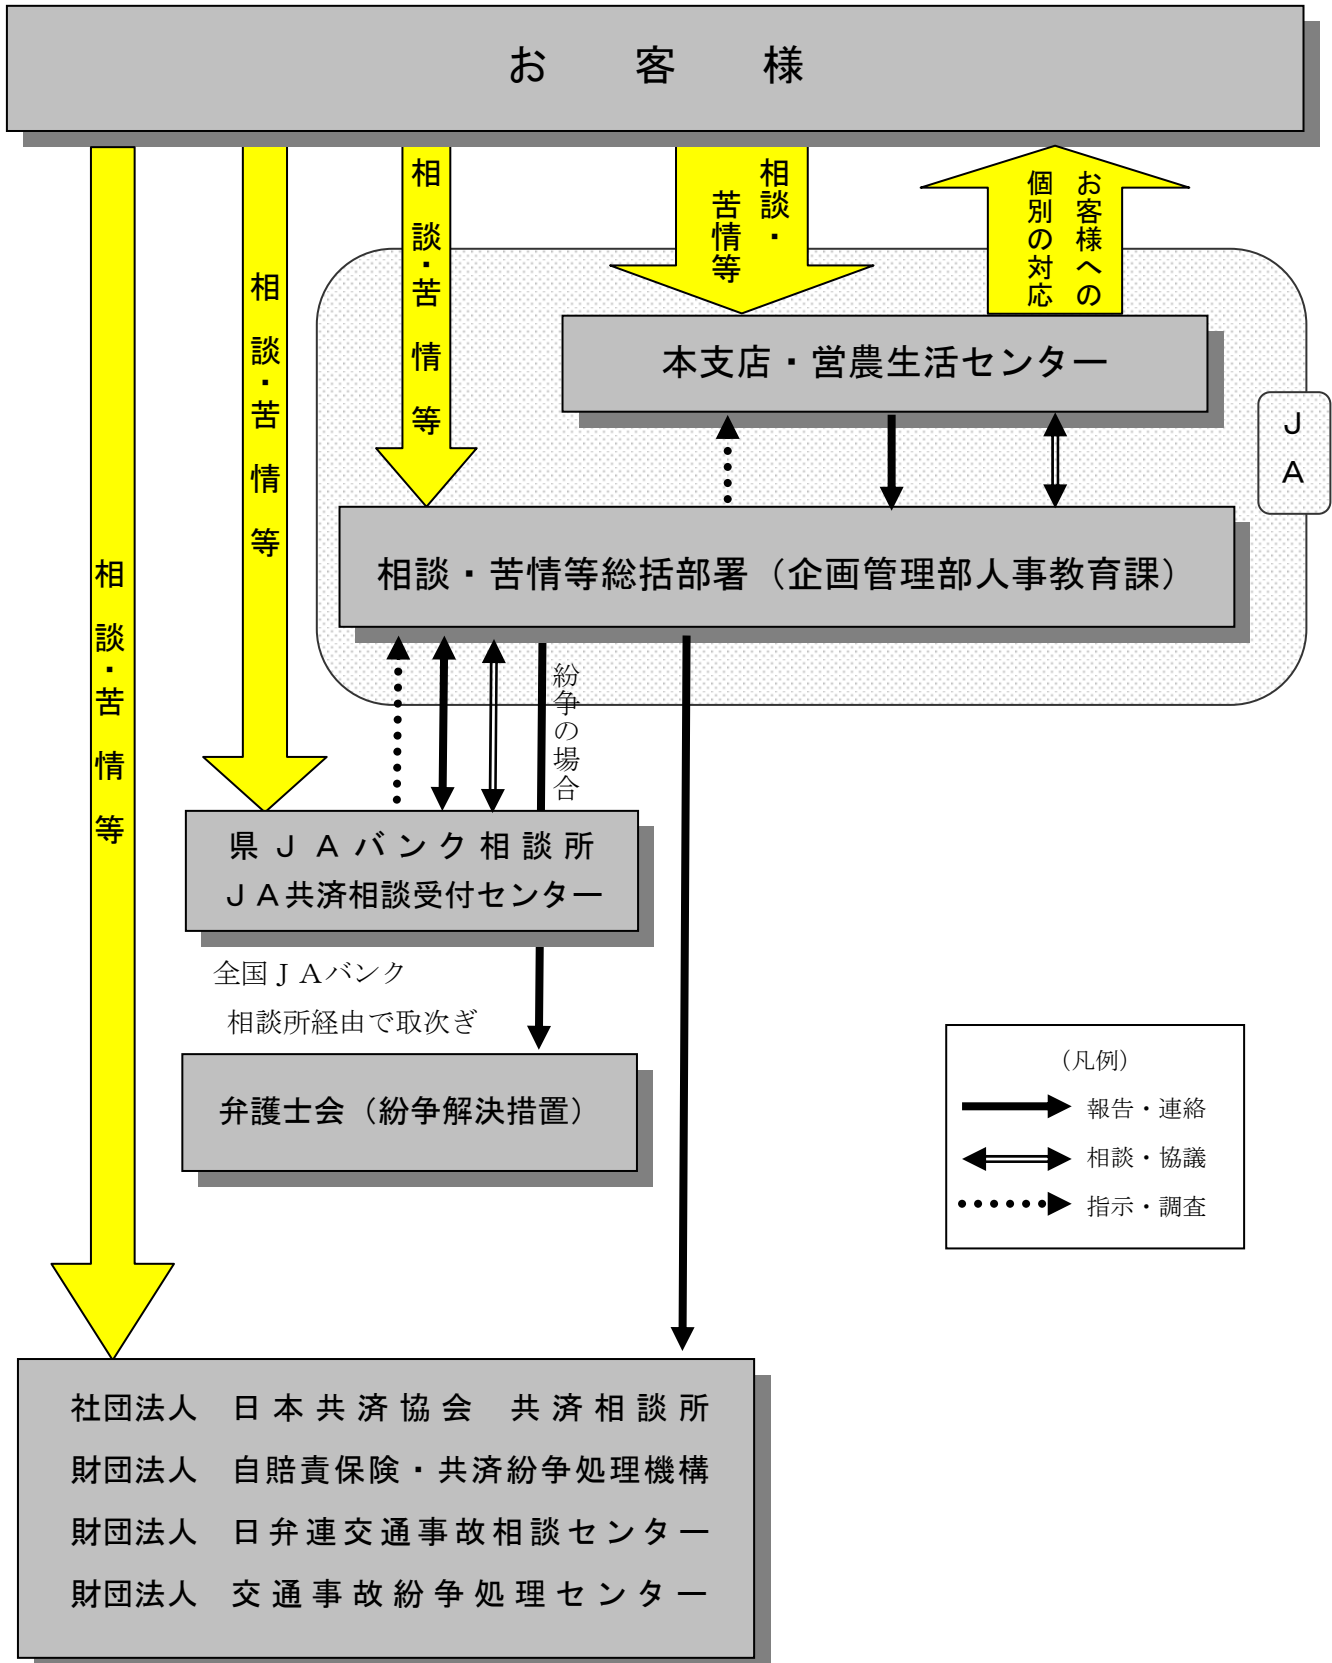 お　客　様
相談・苦情等
相談・苦情等
相談・苦情等
相談・
苦情等
お客様への
個別の対応
本支店・営農生活センター
ＪＡ
相談・苦情等総括部署（企画管理部人事教育課）
紛争の場合
県ＪＡバンク相談所
ＪＡ共済相談受付センター
全国ＪＡバンク
相談所経由で取次ぎ
弁護士会（紛争解決措置）
（凡例）
報告・連絡
相談・協議
指示・調査
社団法人　日本共済協会　共済相談所
財団法人　自賠責保険・共済紛争処理機構
財団法人　日弁連交通事故相談センター
財団法人　交通事故紛争処理センター